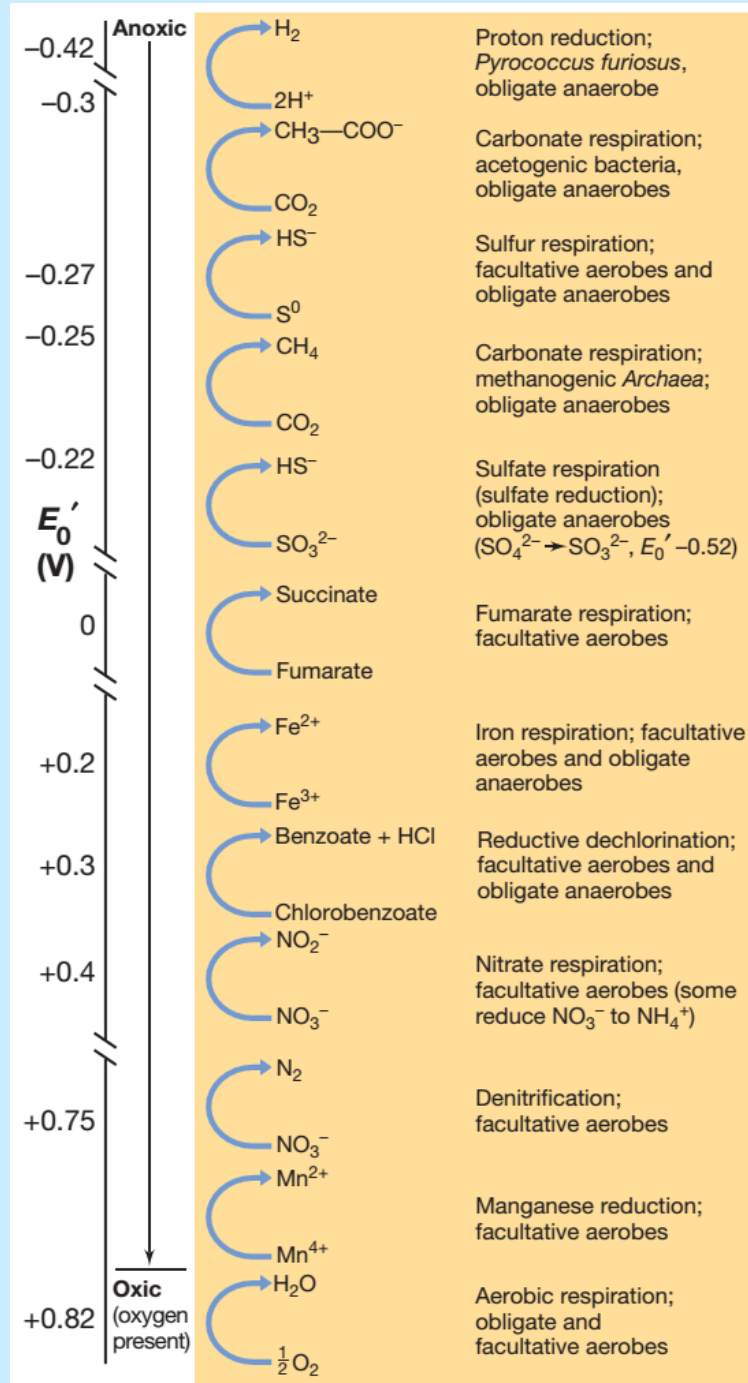 Anoxic
−0.42
H₂
2H⁺
Proton reduction;
Pyrococcus furiosus,
obligate anaerobe
−0.3
CH₃—COO⁻
CO₂
Carbonate respiration;
acetogenic bacteria,
obligate anaerobes
−0.27
HS⁻
S⁰
Sulfur respiration;
facultative aerobes and
obligate anaerobes
−0.25
CH₄
CO₂
Carbonate respiration;
methanogenic Archaea;
obligate anaerobes
−0.22
HS⁻
SO₃²⁻
Sulfate respiration
(sulfate reduction);
obligate anaerobes
(SO₄²⁻ → SO₃²⁻, E₀′ −0.52)
E₀′
(V)
0
Succinate
Fumarate
Fumarate respiration;
facultative aerobes
+0.2
Fe²⁺
Fe³⁺
Iron respiration; facultative
aerobes and obligate
anaerobes
+0.3
Benzoate + HCl
Chlorobenzoate
Reductive dechlorination;
facultative aerobes and
obligate anaerobes
+0.4
NO₂⁻
NO₃⁻
Nitrate respiration;
facultative aerobes (some
reduce NO₃⁻ to NH₄⁺)
+0.75
N₂
NO₃⁻
Denitrification;
facultative aerobes
Mn²⁺
Mn⁴⁺
Manganese reduction;
facultative aerobes
Oxic
(oxygen
present)
+0.82
H₂O
½ O₂
Aerobic respiration;
obligate and
facultative aerobes